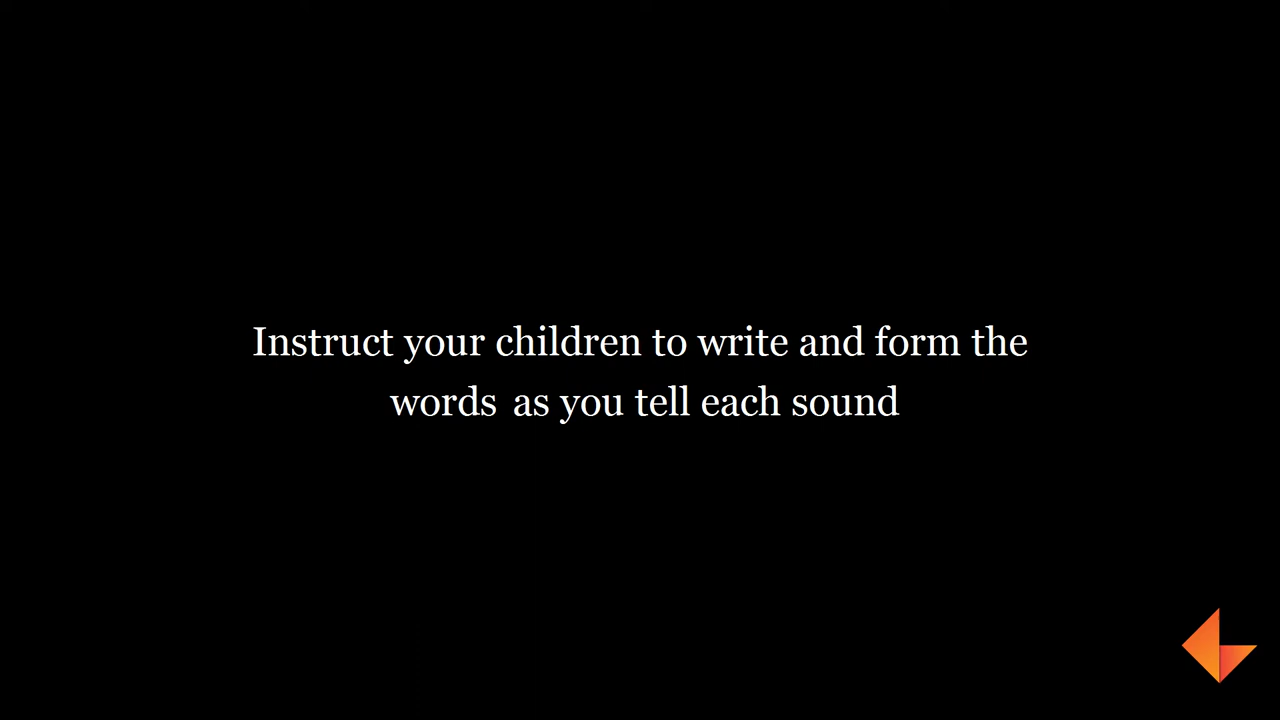 Instruct your children to write and form the
words as you tell each sound